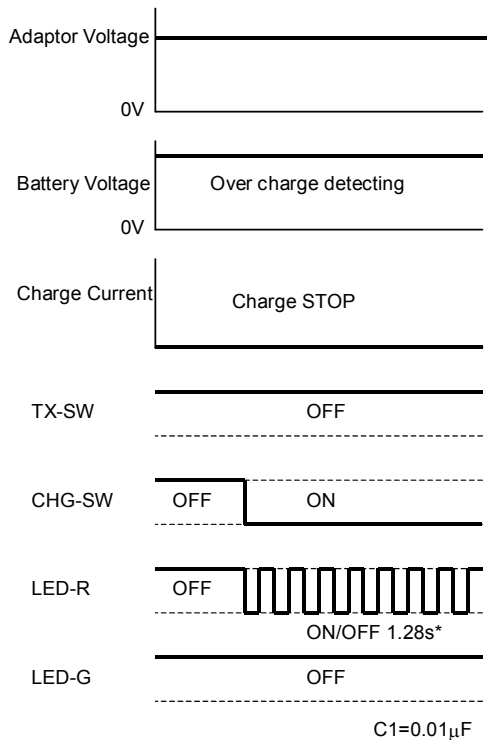 Adaptor Voltage
0V
Battery Voltage Over charge detecting
0V
Charge Current Charge STOP
TX-SW OFF
CHG-SW OFF ON
LED-R OFF
ON/OFF 1.28s*
LED-G OFF
C1=0.01μF